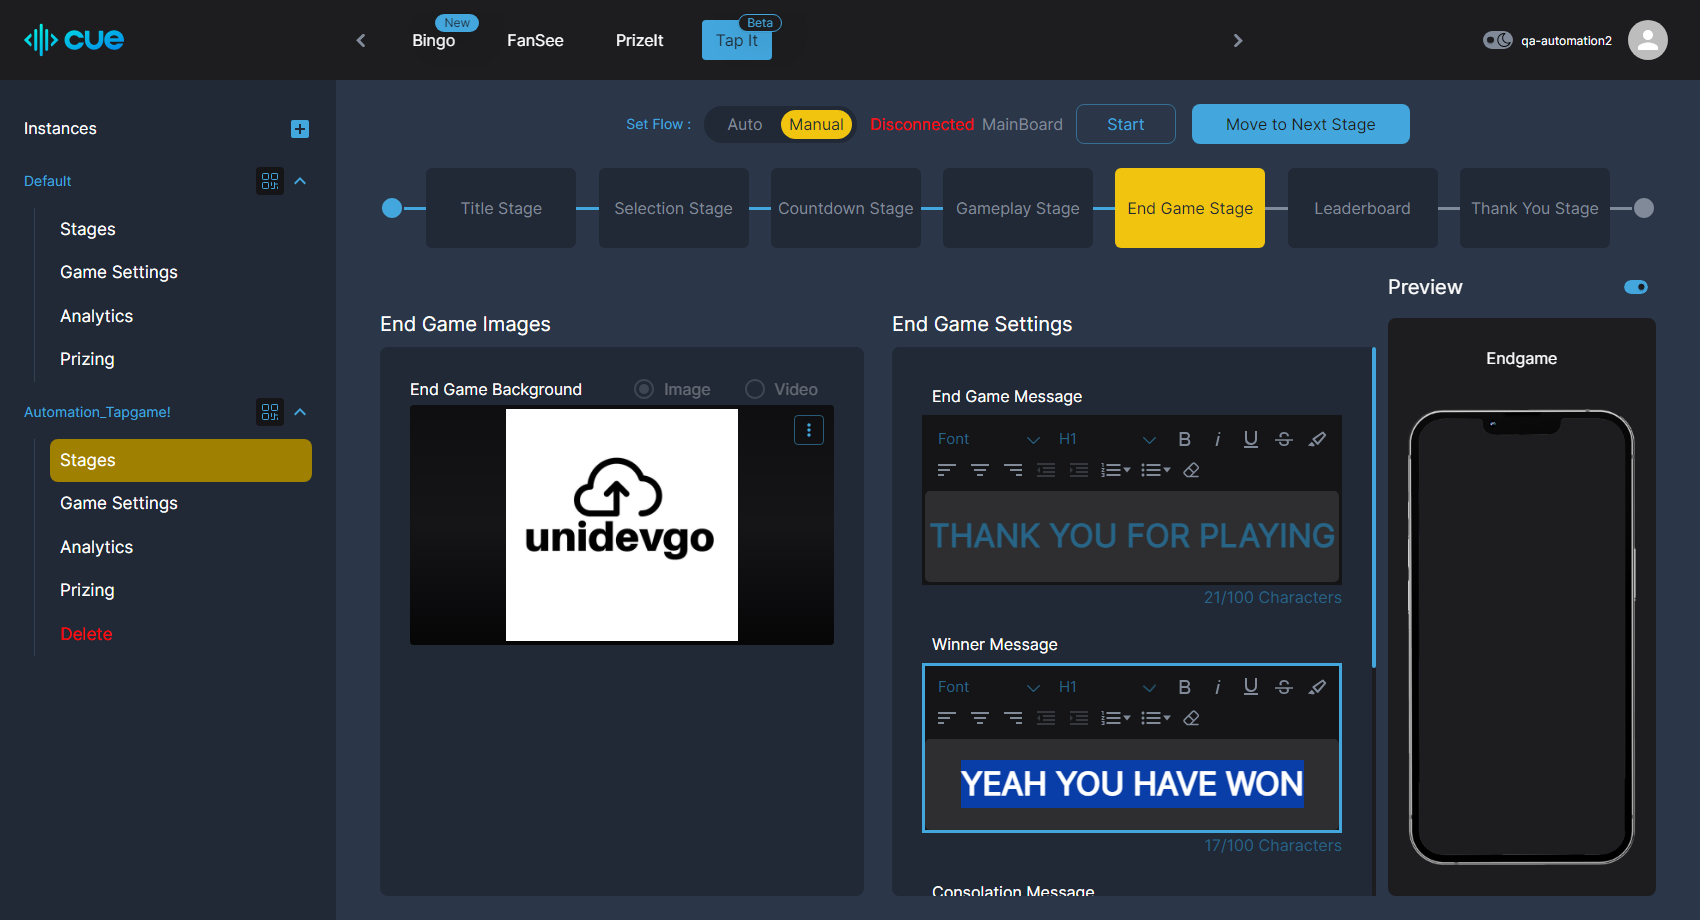 cue
New
Bingo
FanSee
PrizeIt
Beta
Tap It
qa-automation2
Instances
Default
Stages
Game Settings
Analytics
Prizing
Automation_Tapgame!
Stages
Game Settings
Analytics
Prizing
Delete
Set Flow :
Auto
Manual
Disconnected MainBoard
Start
Move to Next Stage
Title Stage
Selection Stage
Countdown Stage
Gameplay Stage
End Game Stage
Leaderboard
Thank You Stage
End Game Images
End Game Background
Image
Video
unidevgo
End Game Settings
End Game Message
Font
H1
B
i
U
S
THANK YOU FOR PLAYING
21/100 Characters
Winner Message
Font
H1
B
i
U
S
YEAH YOU HAVE WON
17/100 Characters
Consolation Message
Preview
Endgame